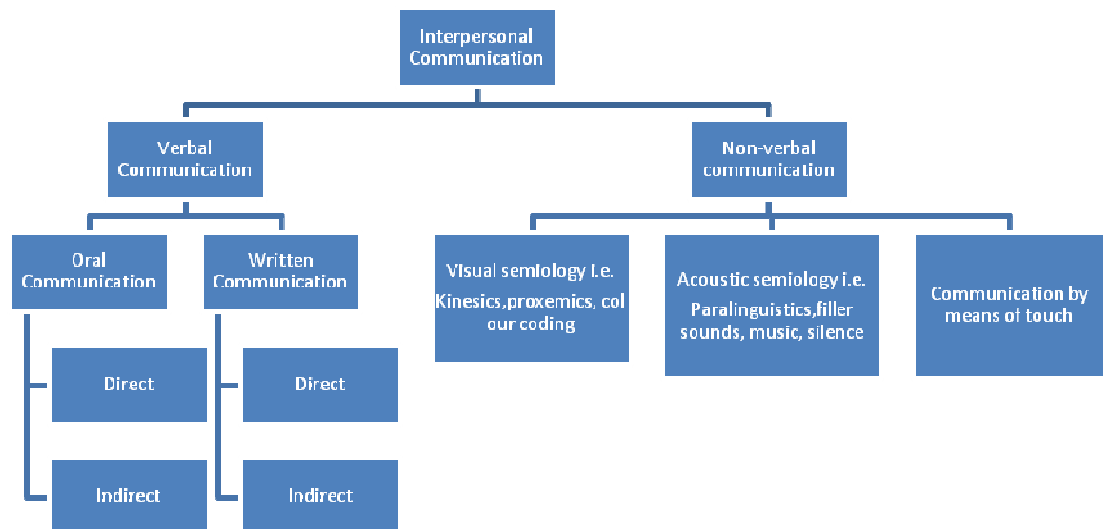 Interpersonal
Communication
Verbal
Communication
Non-verbal
communication
Oral
Communication
Written
Communication
Visual semiology i.e.
Kinesics,proxemics, col
our coding
Acoustic semiology i.e.
Paralinguistics,filler
sounds, music, silence
Communication by
means of touch
Direct
Direct
Indirect
Indirect